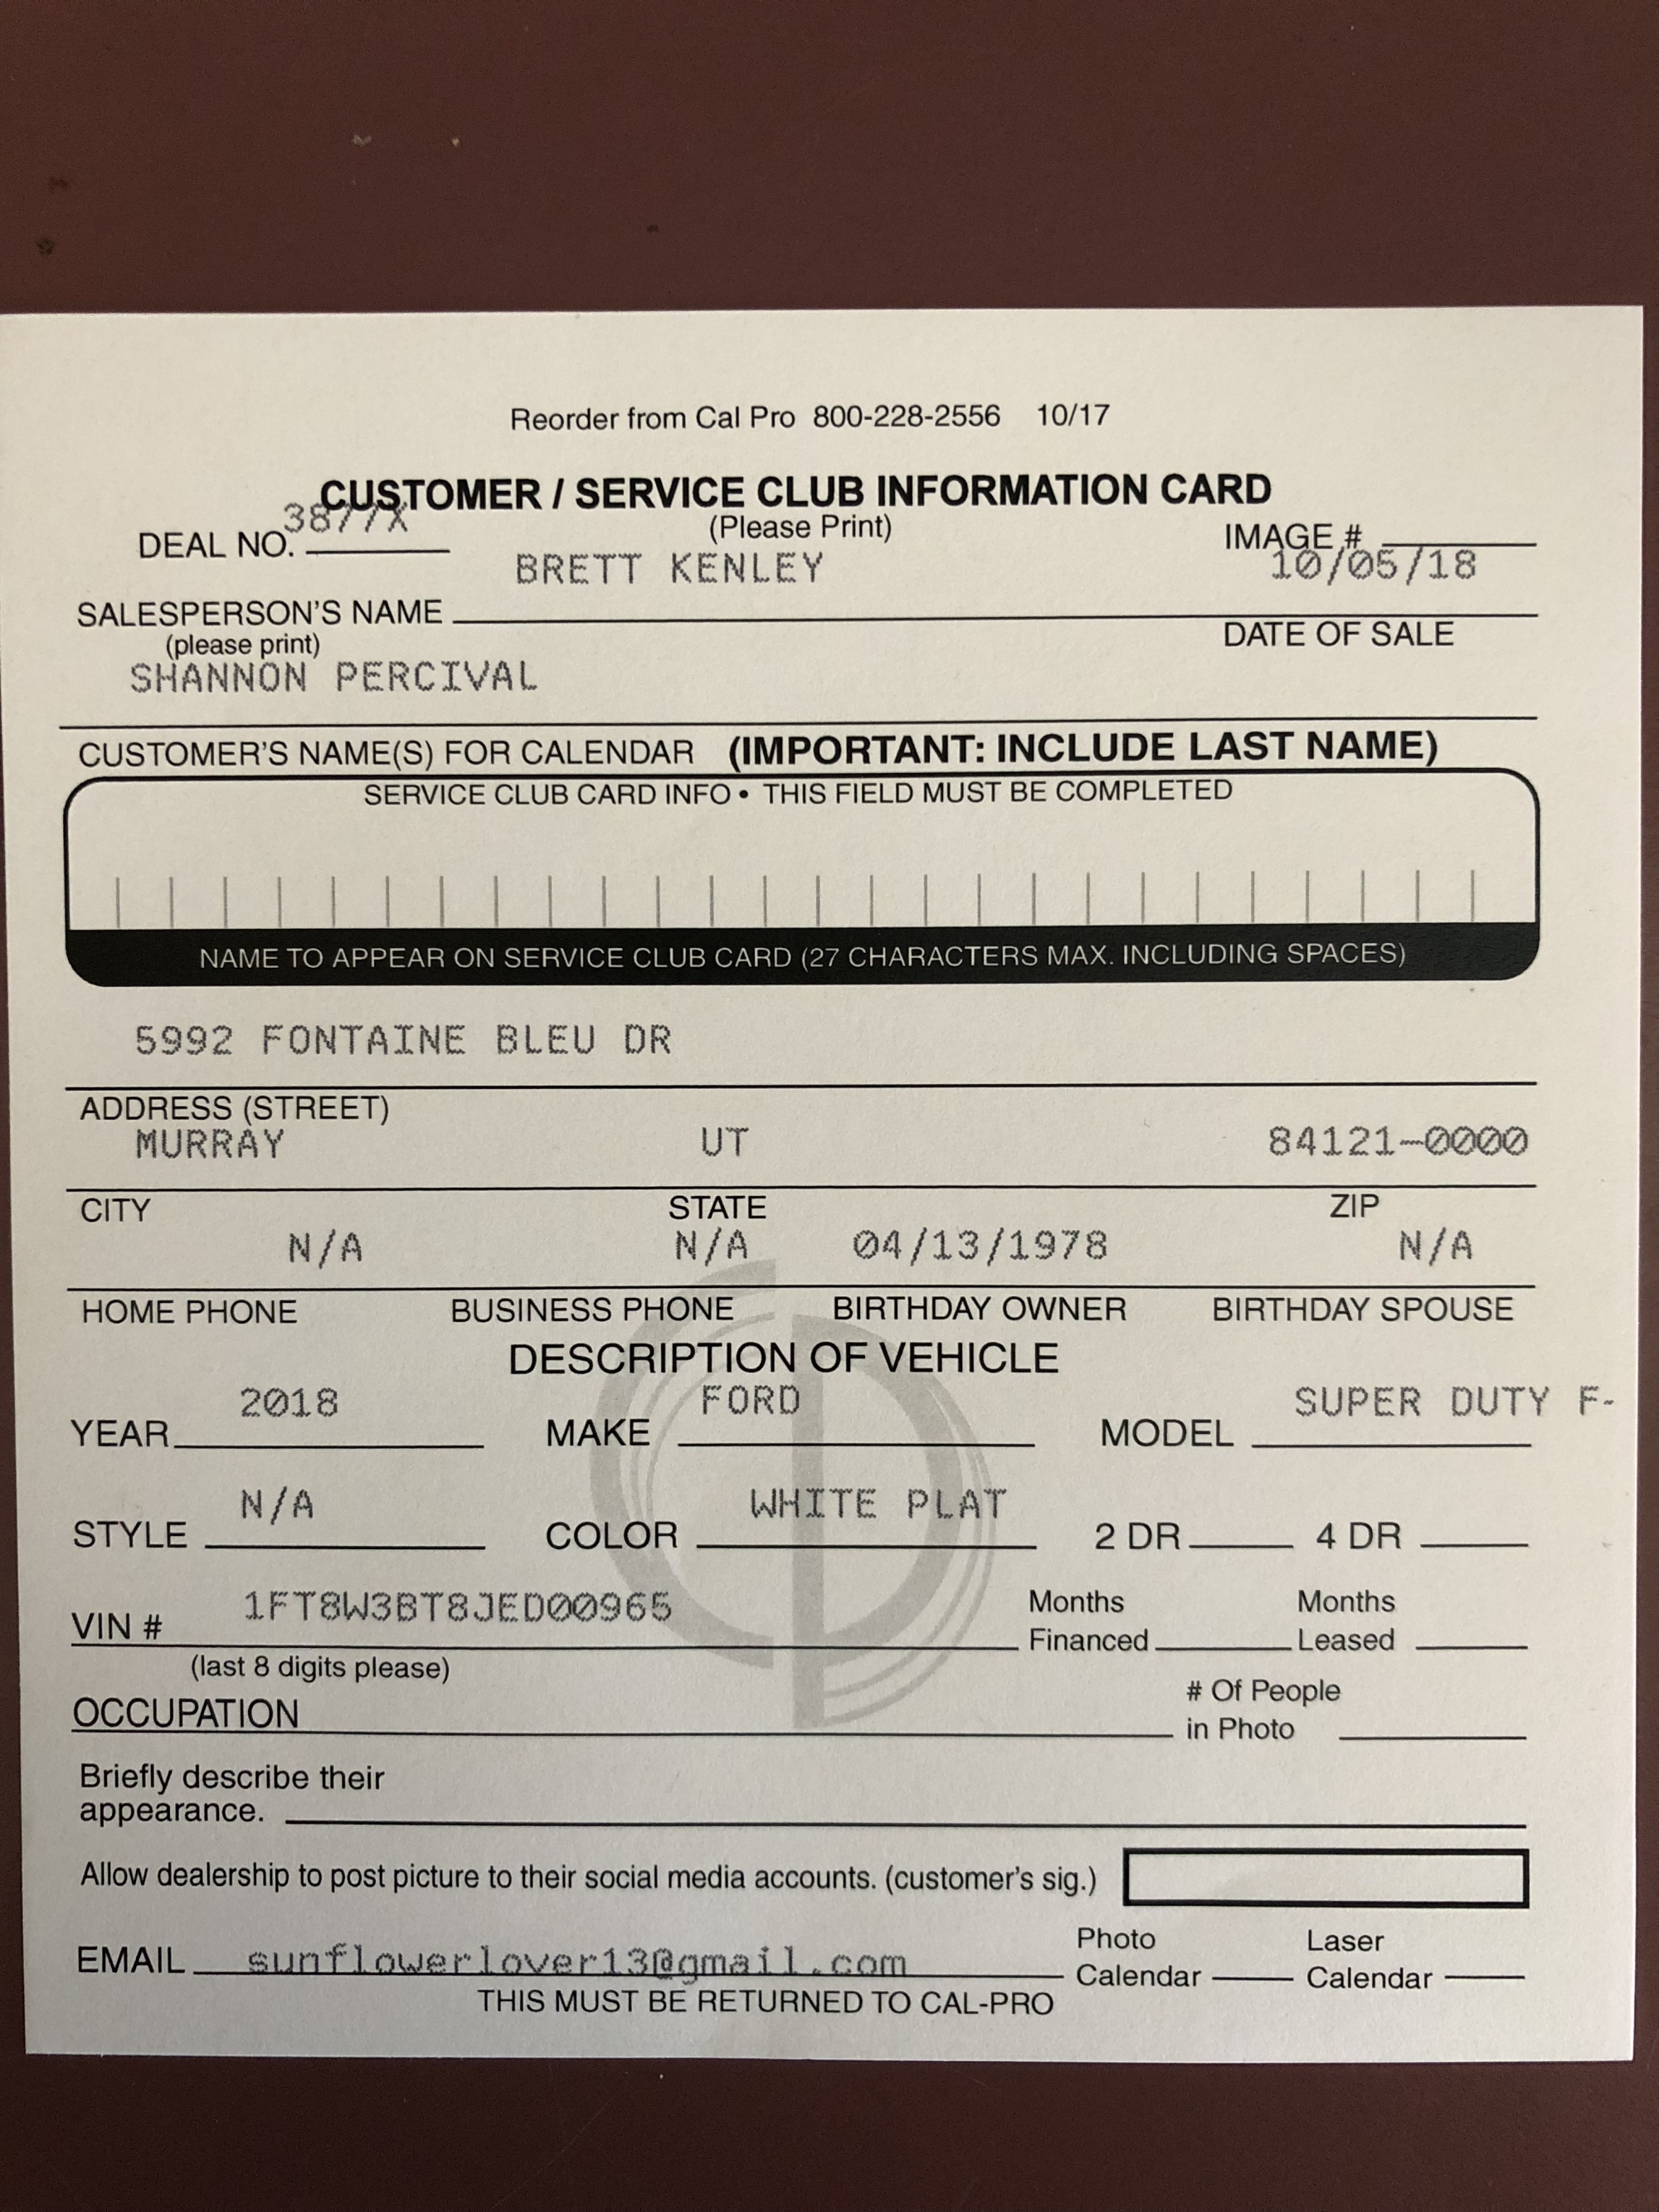 Reorder from Cal Pro 800-228-2556 10/17
CUSTOMER / SERVICE CLUB INFORMATION CARD
(Please Print)
DEAL NO. 3877X
IMAGE #
BRETT KENLEY 10/05/18
SALESPERSON'S NAME
DATE OF SALE
(please print)
SHANNON PERCIVAL
CUSTOMER'S NAME(S) FOR CALENDAR (IMPORTANT: INCLUDE LAST NAME)
SERVICE CLUB CARD INFO • THIS FIELD MUST BE COMPLETED
NAME TO APPEAR ON SERVICE CLUB CARD (27 CHARACTERS MAX. INCLUDING SPACES)
5992 FONTAINE BLEU DR
ADDRESS (STREET)
MURRAY UT 84121-0000
CITY STATE ZIP
N/A N/A 04/13/1978 N/A
HOME PHONE BUSINESS PHONE BIRTHDAY OWNER BIRTHDAY SPOUSE
DESCRIPTION OF VEHICLE
YEAR 2018 MAKE FORD MODEL SUPER DUTY F-
STYLE N/A COLOR WHITE PLAT 2 DR 4 DR
VIN # 1FT8W3BT8JED00965 Months Financed Months Leased
(last 8 digits please)
OCCUPATION # Of People in Photo
Briefly describe their
appearance.
Allow dealership to post picture to their social media accounts. (customer's sig.)
EMAIL sunflowerlover13@gmail.com Photo Calendar Laser Calendar
THIS MUST BE RETURNED TO CAL-PRO